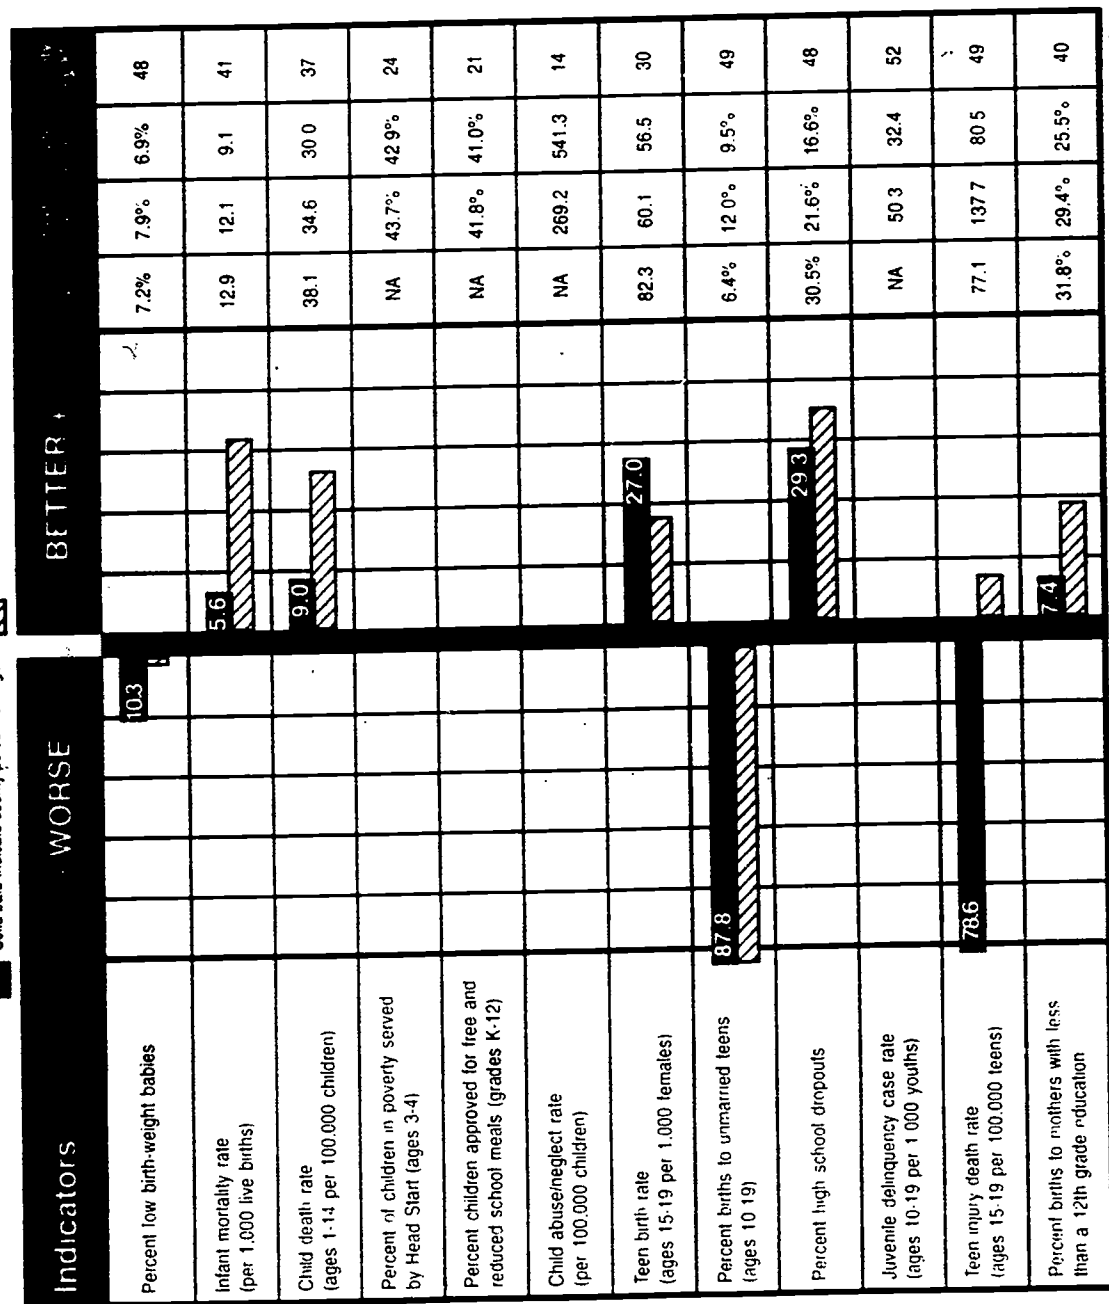 Indicators
WORSE
BETTER +
Percent low birth-weight babies
10.3
7.2%
7.9%
6.9%
48
Infant mortality rate
(per 1,000 live births)
5.6
12.9
12.1
9.1
41
Child death rate
(ages 1-14 per 100,000 children)
9.0
38.1
34.6
30 0
37
Percent of children in poverty served
by Head Start (ages 3-4)
NA
43.7%
42 9%
24
Percent children approved for free and
reduced school meals (grades K-12)
NA
41.8%
41.0%
21
Child abuse/neglect rate
(per 100,000 children)
NA
269.2
541.3
14
Teen birth rate
(ages 15-19 per 1,000 females)
27.0
82.3
60.1
56.5
30
Percent births to unmarried teens
(ages 10 19)
87.8
6.4%
12 0%
9.5%
49
Percent high school dropouts
29 3
30.5%
21.6%
16.6%
48
Juvenile delinquency case rate
(ages 10-19 per 1 000 youths)
NA
50 3
32.4
52
Teen injury death rate
(ages 15-19 per 100,000 teens)
78.6
77.1
137 7
80 5
49
Percent births to mothers with less
than a 12th grade education
7.4
31.8%
29.4%
25.5%
40